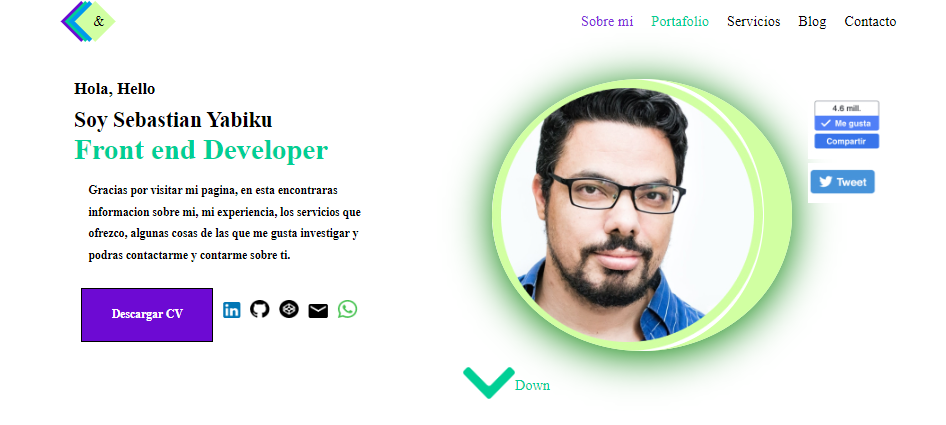 &
Sobre mi Portafolio Servicios Blog Contacto
Hola, Hello
Soy Sebastian Yabiku
Front end Developer
Gracias por visitar mi pagina, en esta encontraras
informacion sobre mi, mi experiencia, los servicios que
ofrezco, algunas cosas de las que me gusta investigar y
podras contactarme y contarme sobre ti.
Descargar CV
in
4.6 mill.
Me gusta
Compartir
Tweet
Down